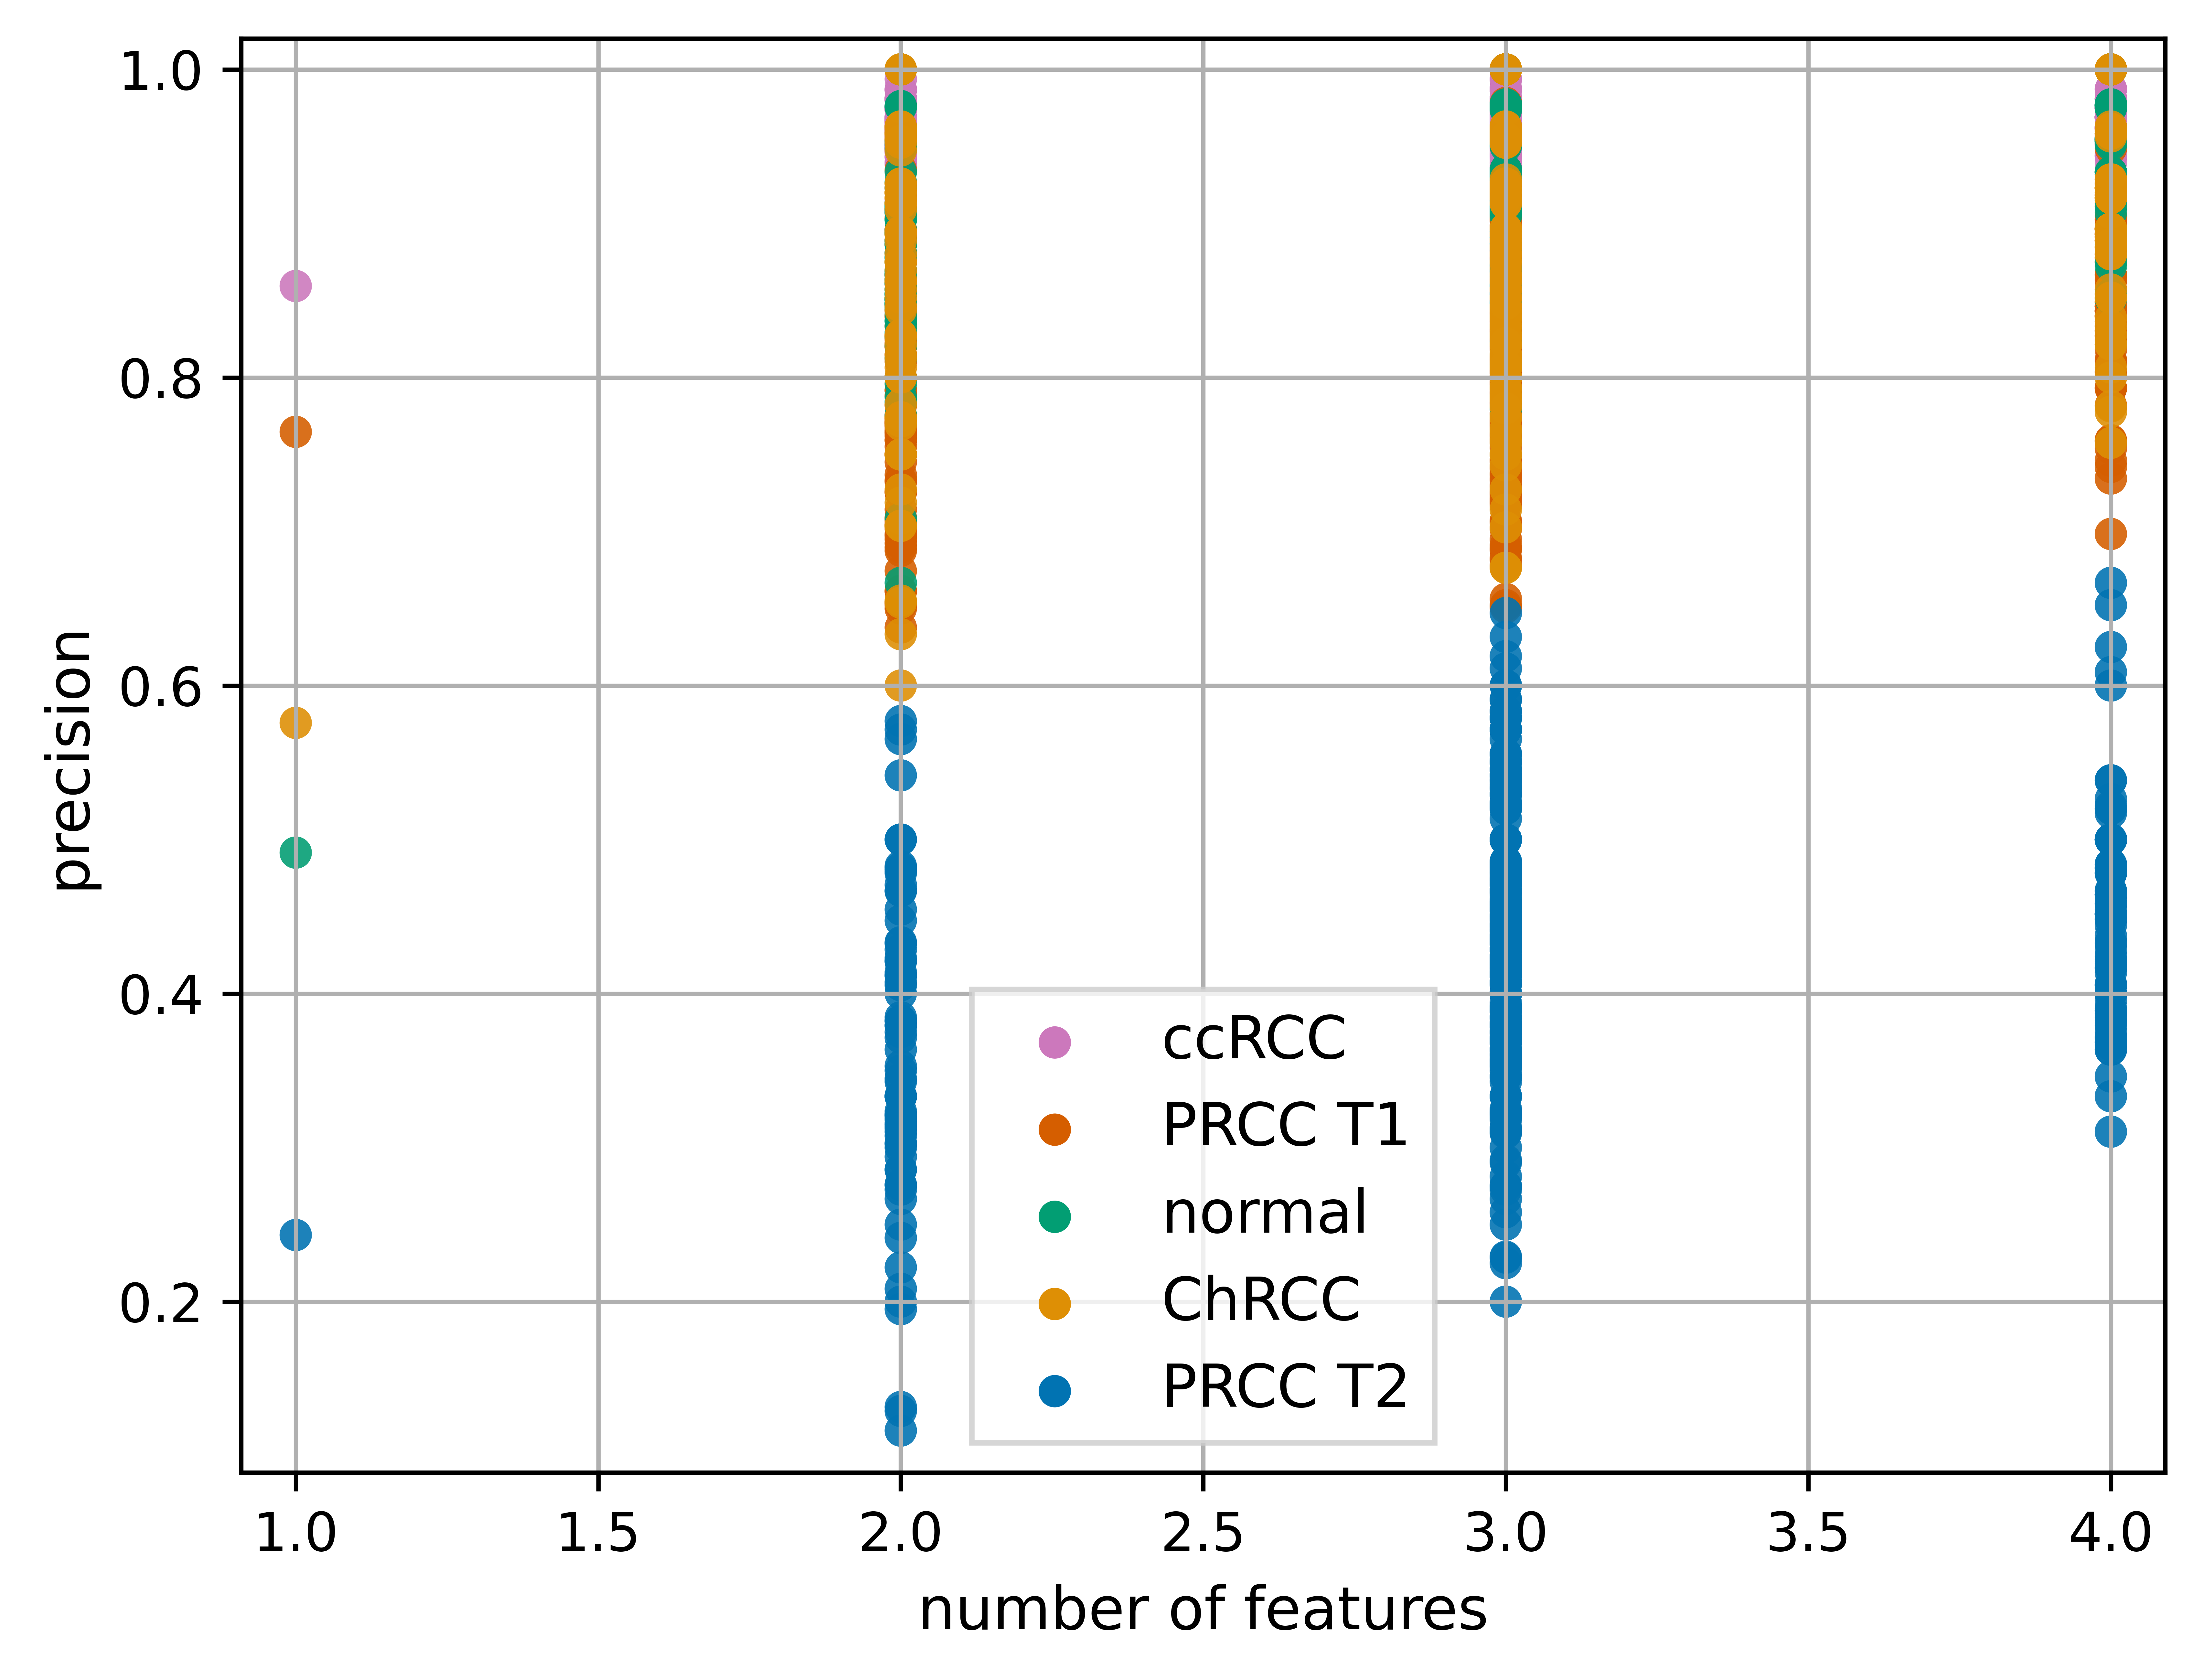 1.0
0.8
0.6
0.4
0.2
precision
ccRCC
PRCC T1
normal
ChRCC
PRCC T2
1.0 1.5 2.0 2.5 3.0 3.5 4.0
number of features